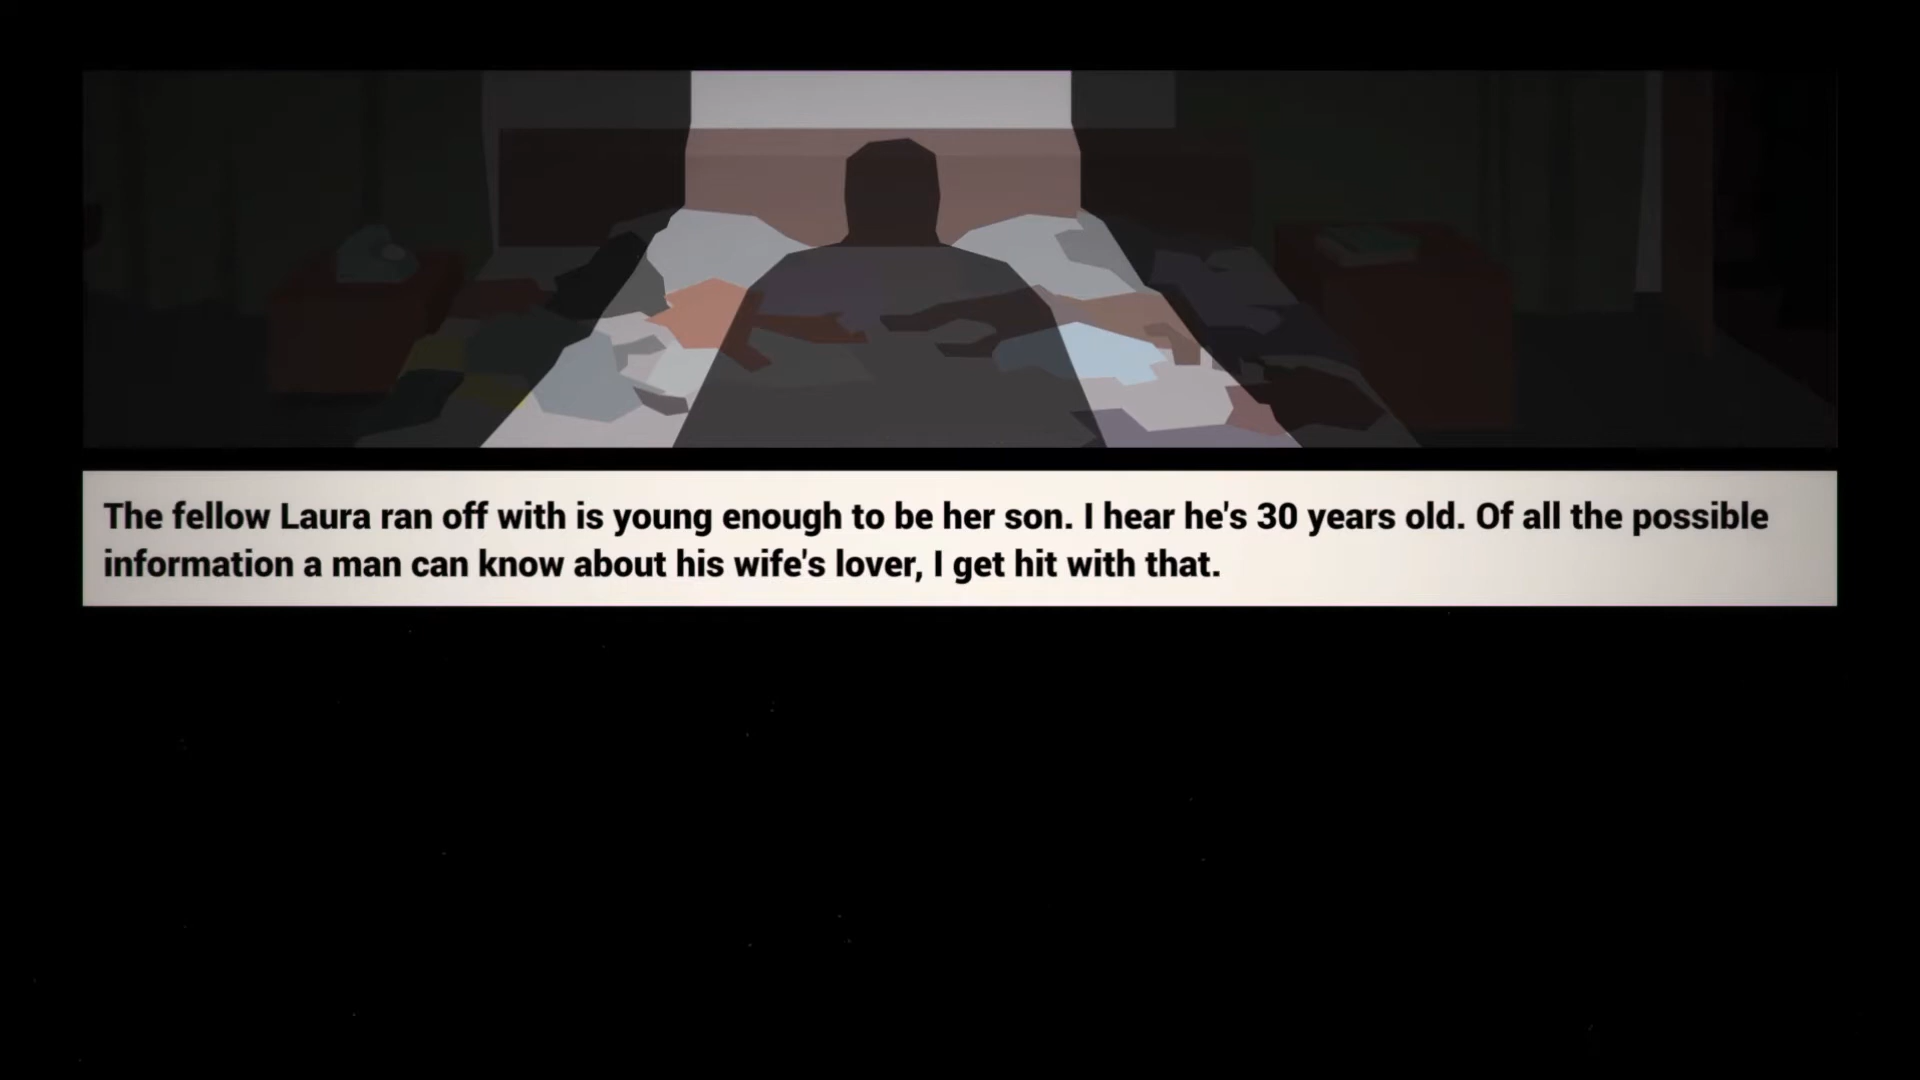 The fellow Laura ran off with is young enough to be her son. I hear he's 30 years old. Of all the possible
information a man can know about his wife's lover, I get hit with that.